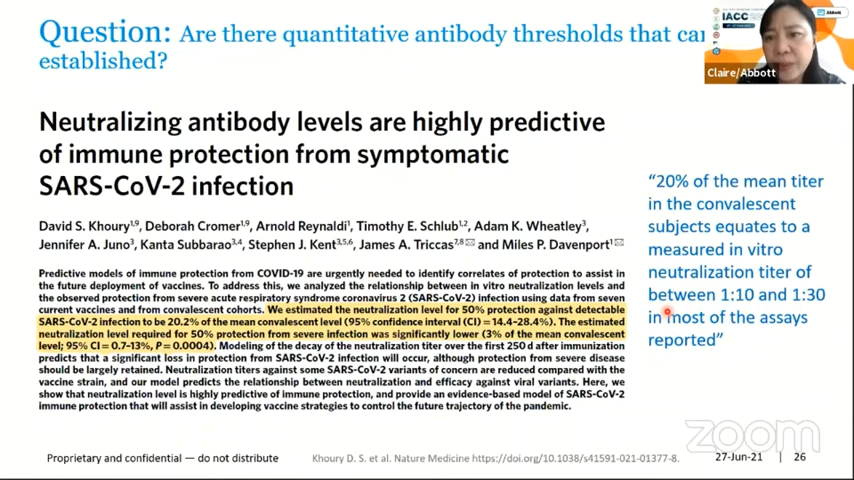 Question: Are there quantitative antibody thresholds that can
established?
IACC
Abbott
Claire/Abbott
Neutralizing antibody levels are highly predictive
of immune protection from symptomatic
SARS-CoV-2 infection
David S. Khoury1,9, Deborah Cromer1,9, Arnold Reynaldi1, Timothy E. Schlub1,2, Adam K. Wheatley3,
Jennifer A. Juno3, Kanta Subbarao3,4, Stephen J. Kent3,5,6, James A. Triccas7,8✉ and Miles P. Davenport1✉
Predictive models of immune protection from COVID-19 are urgently needed to identify correlates of protection to assist in
the future deployment of vaccines. To address this, we analyzed the relationship between in vitro neutralization levels and
the observed protection from severe acute respiratory syndrome coronavirus 2 (SARS-CoV-2) infection using data from seven
current vaccines and from convalescent cohorts. We estimated the neutralization level for 50% protection against detectable
SARS-CoV-2 infection to be 20.2% of the mean convalescent level (95% confidence interval (CI) = 14.4-28.4%). The estimated
neutralization level required for 50% protection from severe infection was significantly lower (3% of the mean convalescent
level; 95% CI = 0.7-13%, P = 0.0004). Modeling of the decay of the neutralization titer over the first 250 d after immunization
predicts that a significant loss in protection from SARS-CoV-2 infection will occur, although protection from severe disease
should be largely retained. Neutralization titers against some SARS-CoV-2 variants of concern are reduced compared with the
vaccine strain, and our model predicts the relationship between neutralization and efficacy against viral variants. Here, we
show that neutralization level is highly predictive of immune protection, and provide an evidence-based model of SARS-CoV-2
immune protection that will assist in developing vaccine strategies to control the future trajectory of the pandemic.
“20% of the mean titer
in the convalescent
subjects equates to a
measured in vitro
neutralization titer of
between 1:10 and 1:30
in most of the assays
reported”
zoom
Proprietary and confidential — do not distribute
Khoury D. S. et al. Nature Medicine https://doi.org/10.1038/s41591-021-01377-8.
27-Jun-21 | 26